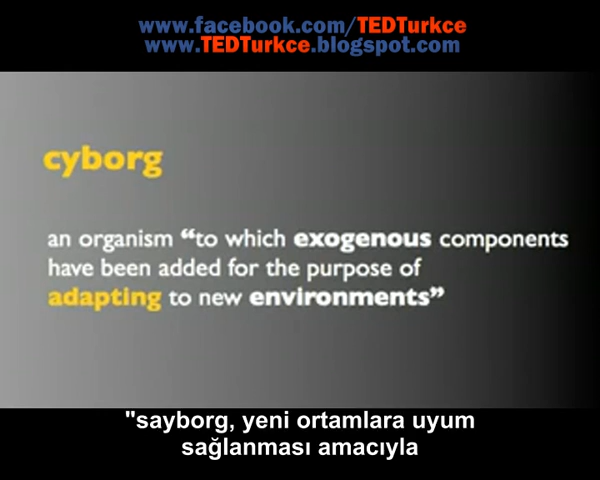 www.facebook.com/TEDTurkce
www.TEDTurkce.blogspot.com
cyborg
an organism “to which exogenous components
have been added for the purpose of
adapting to new environments”
"sayborg, yeni ortamlara uyum
sağlanması amacıyla